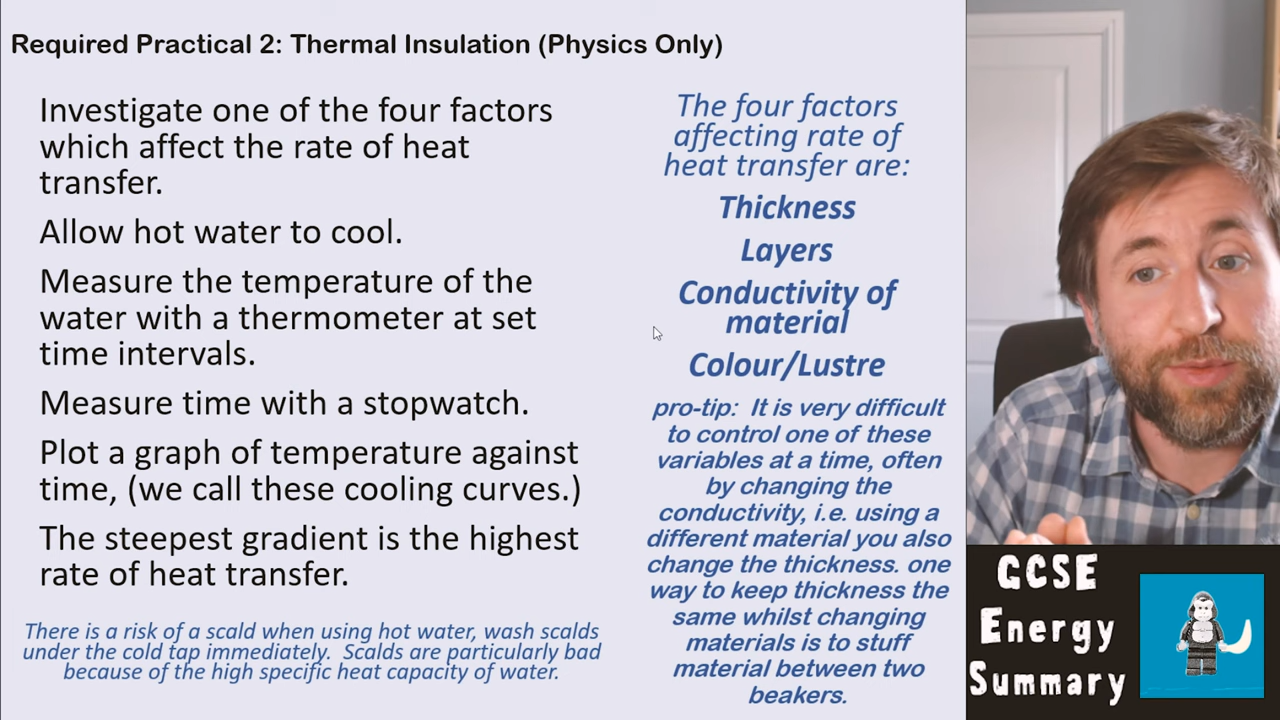 Required Practical 2: Thermal Insulation (Physics Only)
Investigate one of the four factors
which affect the rate of heat
transfer.
Allow hot water to cool.
Measure the temperature of the
water with a thermometer at set
time intervals.
Measure time with a stopwatch.
Plot a graph of temperature against
time, (we call these cooling curves.)
The steepest gradient is the highest
rate of heat transfer.
There is a risk of a scald when using hot water, wash scalds
under the cold tap immediately.  Scalds are particularly bad
because of the high specific heat capacity of water.
The four factors
affecting rate of
heat transfer are:
Thickness
Layers
Conductivity of
material
Colour/Lustre
pro-tip:  It is very difficult
to control one of these
variables at a time, often
by changing the
conductivity, i.e. using a
different material you also
change the thickness. one
way to keep thickness the
same whilst changing
materials is to stuff
material between two
beakers.
GCSE
Energy
Summary